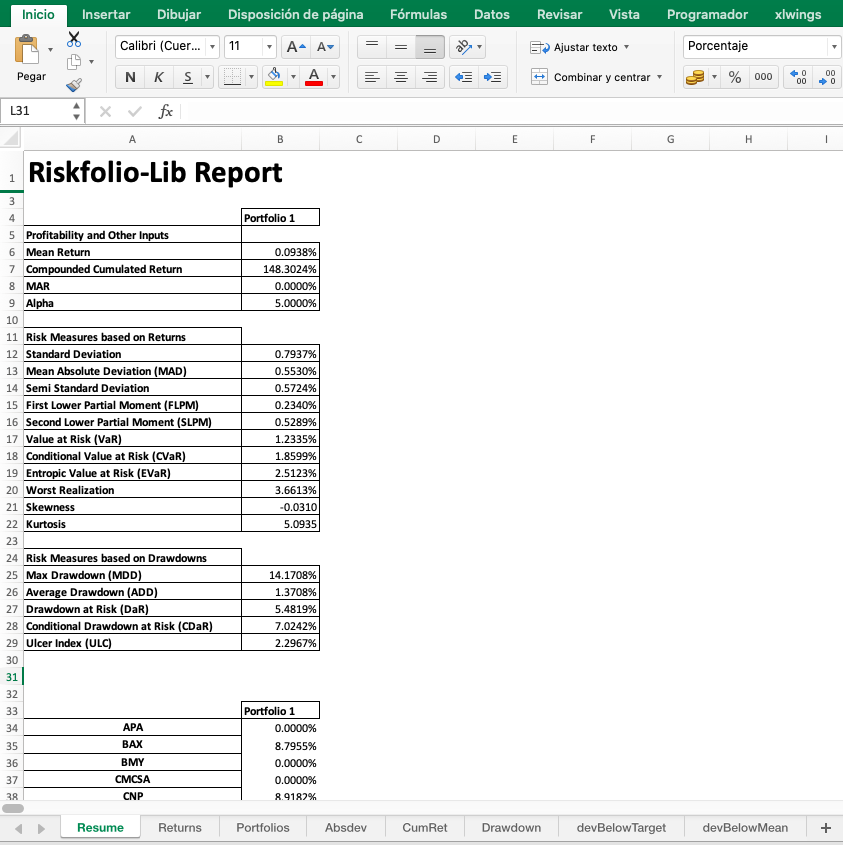 Inicio Insertar Dibujar Disposición de página Fórmulas Datos Revisar Vista Programador xlwings
Pegar
Calibri (Cuer... 11 A A
N K S A
ab
Ajustar texto
Combinar y centrar
Porcentaje
% 000 0 00 00 0
L31 fx
A B C D E F G H I
1 Riskfolio-Lib Report
3
4 Portfolio 1
5 Profitability and Other Inputs
6 Mean Return 0.0938%
7 Compounded Cumulated Return 148.3024%
8 MAR 0.0000%
9 Alpha 5.0000%
10
11 Risk Measures based on Returns
12 Standard Deviation 0.7937%
13 Mean Absolute Deviation (MAD) 0.5530%
14 Semi Standard Deviation 0.5724%
15 First Lower Partial Moment (FLPM) 0.2340%
16 Second Lower Partial Moment (SLPM) 0.5289%
17 Value at Risk (VaR) 1.2335%
18 Conditional Value at Risk (CVaR) 1.8599%
19 Entropic Value at Risk (EVaR) 2.5123%
20 Worst Realization 3.6613%
21 Skewness -0.0310
22 Kurtosis 5.0935
23
24 Risk Measures based on Drawdowns
25 Max Drawdown (MDD) 14.1708%
26 Average Drawdown (ADD) 1.3708%
27 Drawdown at Risk (DaR) 5.4819%
28 Conditional Drawdown at Risk (CDaR) 7.0242%
29 Ulcer Index (ULC) 2.2967%
30
31
32
33 Portfolio 1
34 APA 0.0000%
35 BAX 8.7955%
36 BMY 0.0000%
37 CMCSA 0.0000%
38 CNP 8.9182%
Resume Returns Portfolios Absdev CumRet Drawdown devBelowTarget devBelowMean +